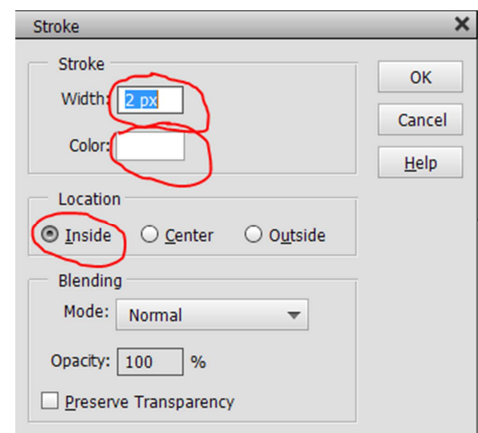 Stroke
Stroke
Width: 2 px
Color:
OK
Cancel
Help
Location
Inside Center Outside
Blending
Mode: Normal
Opacity: 100 %
Preserve Transparency